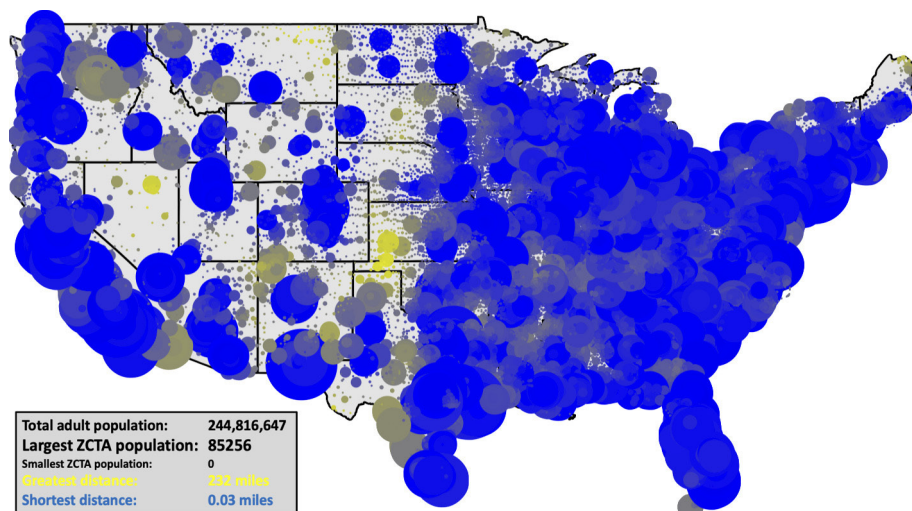 Total adult population: 244,816,647
Largest ZCTA population: 85256
Smallest ZCTA population: 0
Greatest distance: 232 miles
Shortest distance: 0.03 miles